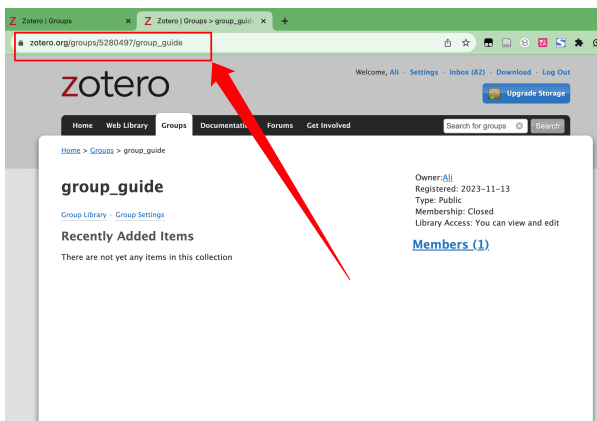 Zotero | Groups
Zotero | Groups > group_guide
zotero.org/groups/5280497/group_guide
zotero
Welcome, Ali · Settings · Inbox (82) · Download · Log Out
Upgrade Storage
Home Web Library Groups Documentation Forums Get Involved
Search for groups Search
Home > Groups > group_guide
group_guide
Group Library · Group Settings
Recently Added Items
There are not yet any items in this collection
Owner:Ali
Registered: 2023-11-13
Type: Public
Membership: Closed
Library Access: You can view and edit
Members (1)